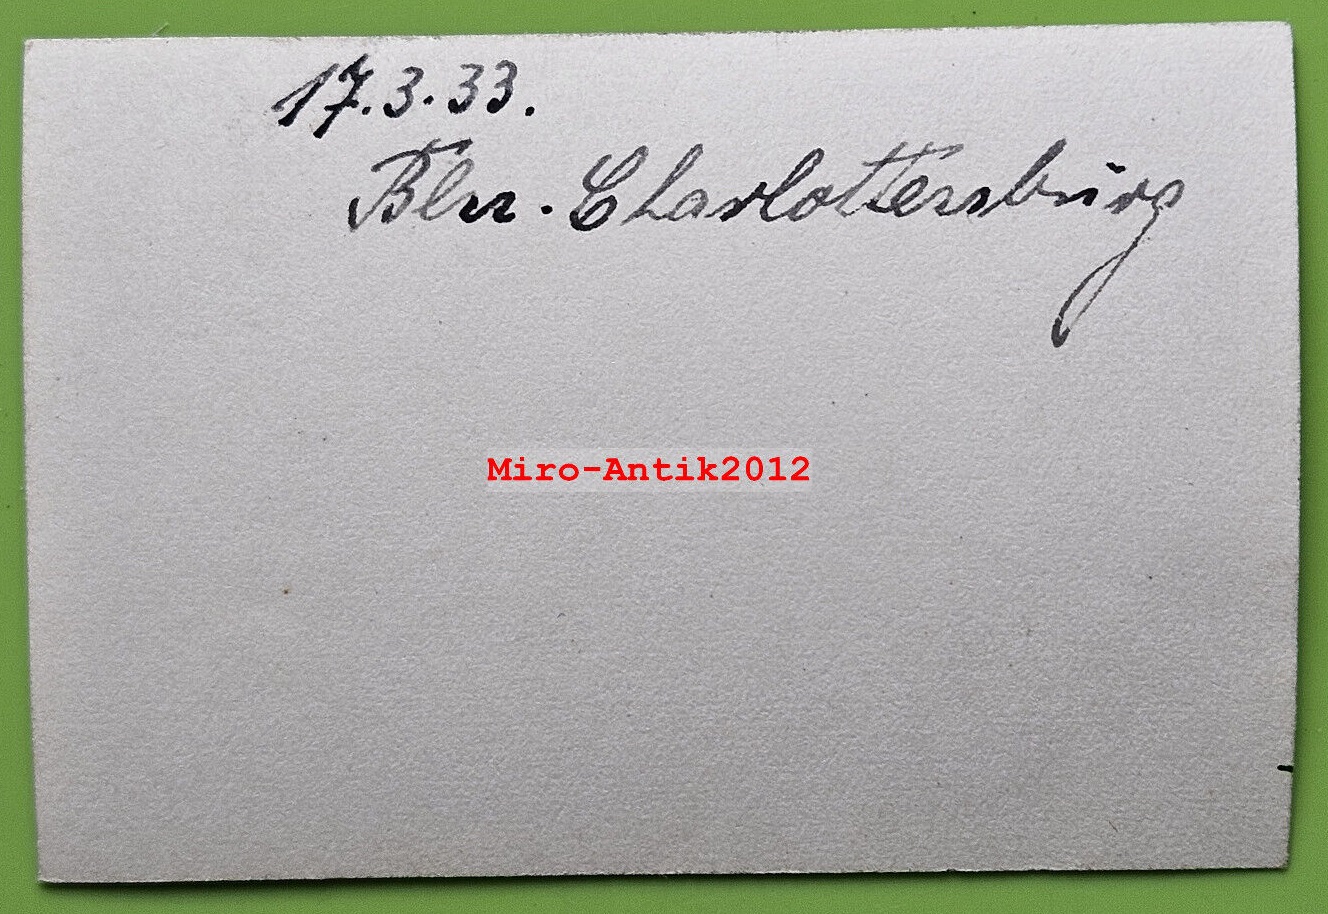 17.3.33.
Bln. Charlottenburg
Miro-Antik2012